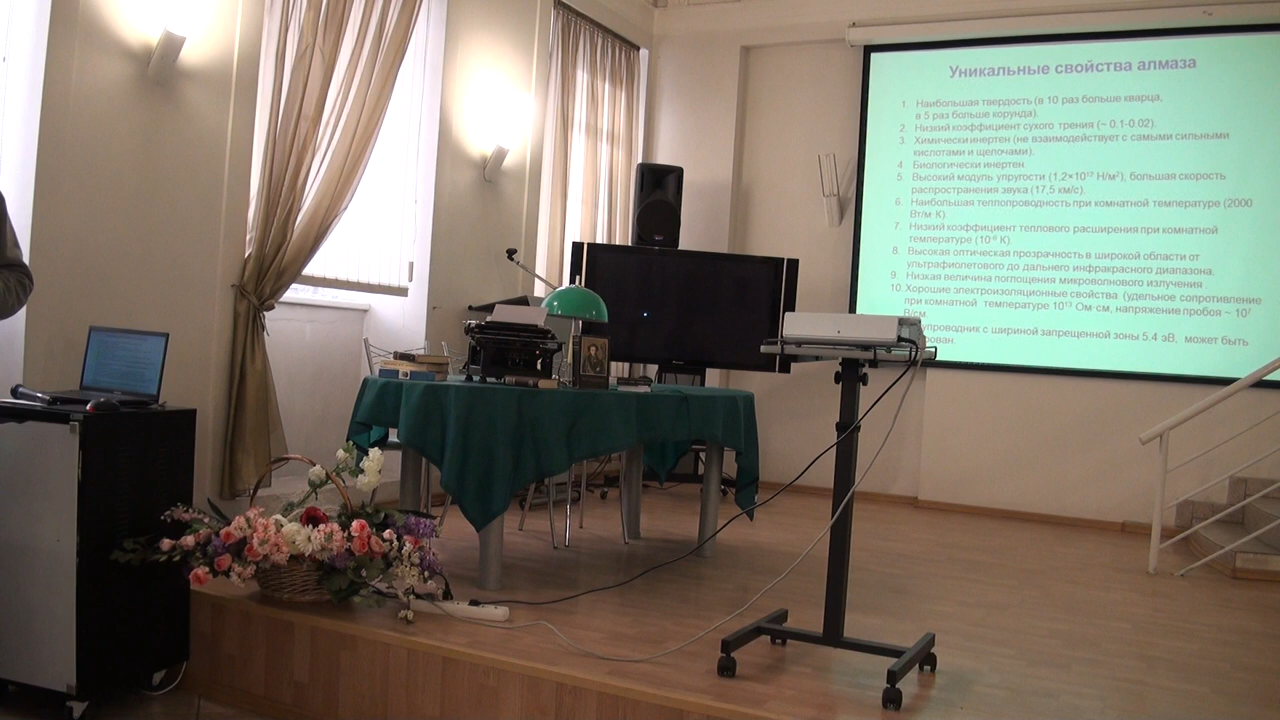 Уникальные свойства алмаза
1. Наибольшая твердость (в 10 раз больше кварца,
в 5 раз больше корунда).
2. Низкий коэффициент сухого трения (~ 0,1-0.02).
3. Химически инертен (не взаимодействует с самыми сильными
кислотами и щелочами).
4. Биологически инертен
5. Высокий модуль упругости (1,2×10¹² Н/м²), большая скорость
распространения звука (17,5 км/с).
6. Наибольшая теплопроводность при комнатной температуре (2000
Вт/м·К).
7. Низкий коэффициент теплового расширения при комнатной
температуре (10⁻⁶ К).
8. Высокая оптическая прозрачность в широкой области от
ультрафиолетового до дальнего инфракрасного диапазона.
9. Низкая величина поглощения микроволнового излучения .
10. Хорошие электроизоляционные свойства (удельное сопротивление
при комнатной температуре 10¹³ Ом·см, напряжение пробоя ~ 10⁷
В/см.
упроводник с шириной запрещенной зоны 5.4 эВ, может быть
ирован.